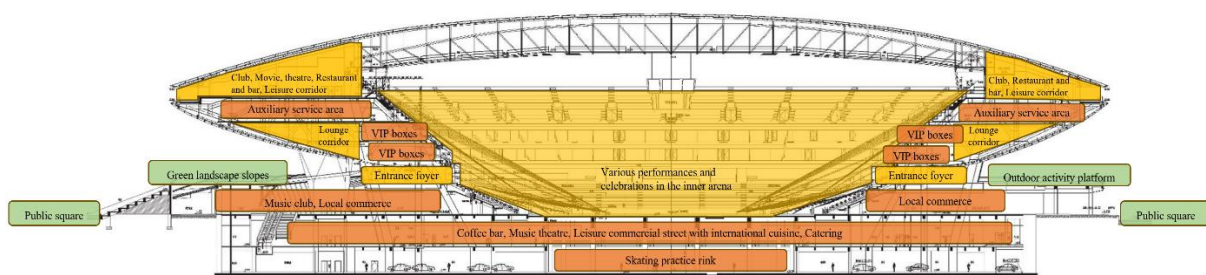 Club, Movie, theatre, Restaurant
and bar, Leisure corridor
Club, Restaurant and
bar, Leisure corridor
Auxiliary service area
Auxiliary service area
Lounge
corridor
VIP boxes
VIP boxes
Lounge
corridor
VIP boxes
VIP boxes
Green landscape slopes
Entrance foyer
Various performances and
celebrations in the inner arena
Entrance foyer
Outdoor activity platform
Music club, Local commerce
Local commerce
Public square
Public square
Coffee bar, Music theatre, Leisure commercial street with international cuisine, Catering
Skating practice rink